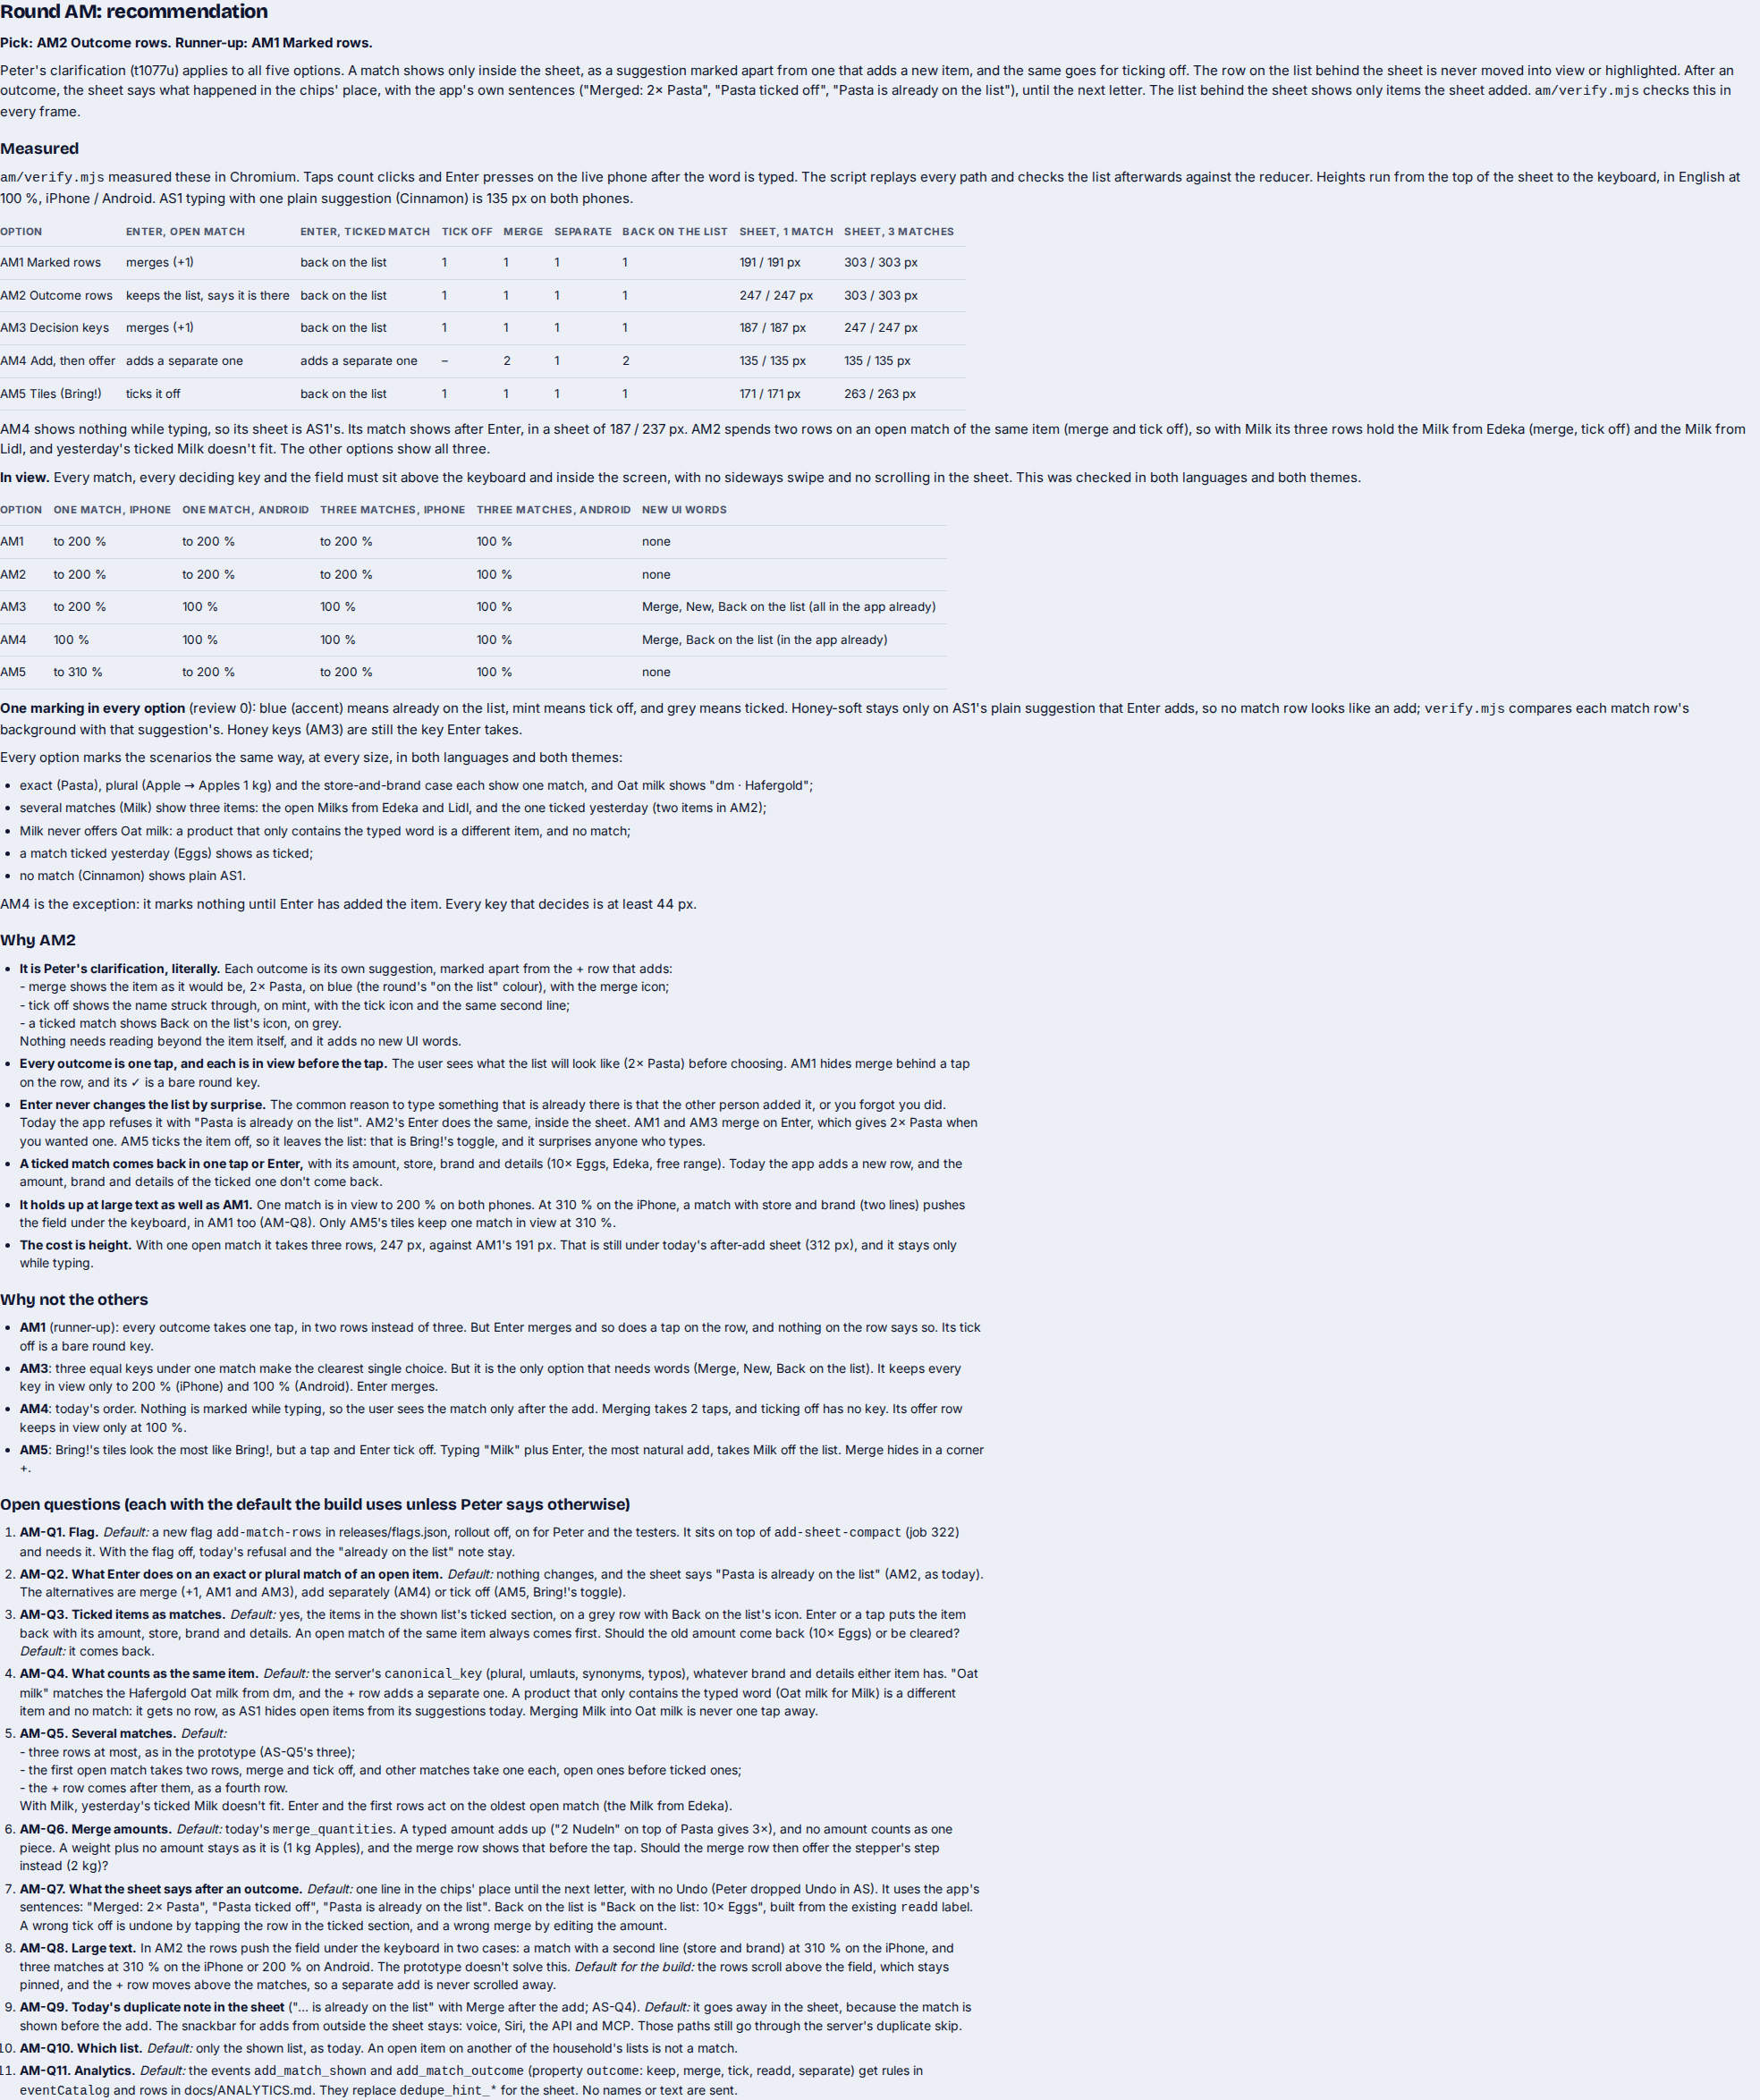 Round AM: recommendation
Pick: AM2 Outcome rows. Runner-up: AM1 Marked rows.
Peter's clarification (t1077u) applies to all five options. A match shows only inside the sheet, as a suggestion marked apart from one that adds a new item, and the same goes for ticking off. The row on the list behind the sheet is never moved into view or highlighted. After an
outcome, the sheet says what happened in the chips' place, with the app's own sentences ("Merged: 2× Pasta", "Pasta ticked off", "Pasta is already on the list"), until the next letter. The list behind the sheet shows only items the sheet added. am/verify.mjs checks this in
every frame.
Measured
am/verify.mjs measured these in Chromium. Taps count clicks and Enter presses on the live phone after the word is typed. The script replays every path and checks the list afterwards against the reducer. Heights run from the top of the sheet to the keyboard, in English at
100 %, iPhone / Android. AS1 typing with one plain suggestion (Cinnamon) is 135 px on both phones.
OPTION ENTER, OPEN MATCH ENTER, TICKED MATCH TICK OFF MERGE SEPARATE BACK ON THE LIST SHEET, 1 MATCH SHEET, 3 MATCHES
AM1 Marked rows merges (+1) back on the list 1 1 1 1 191 / 191 px 303 / 303 px
AM2 Outcome rows keeps the list, says it is there back on the list 1 1 1 1 247 / 247 px 303 / 303 px
AM3 Decision keys merges (+1) back on the list 1 1 1 1 187 / 187 px 247 / 247 px
AM4 Add, then offer adds a separate one adds a separate one – 2 1 2 135 / 135 px 135 / 135 px
AM5 Tiles (Bring!) ticks it off back on the list 1 1 1 1 171 / 171 px 263 / 263 px
AM4 shows nothing while typing, so its sheet is AS1's. Its match shows after Enter, in a sheet of 187 / 237 px. AM2 spends two rows on an open match of the same item (merge and tick off), so with Milk its three rows hold the Milk from Edeka (merge, tick off) and the Milk from
Lidl, and yesterday's ticked Milk doesn't fit. The other options show all three.
In view. Every match, every deciding key and the field must sit above the keyboard and inside the screen, with no sideways swipe and no scrolling in the sheet. This was checked in both languages and both themes.
OPTION ONE MATCH, IPHONE ONE MATCH, ANDROID THREE MATCHES, IPHONE THREE MATCHES, ANDROID NEW UI WORDS
AM1 to 200 % to 200 % to 200 % 100 % none
AM2 to 200 % to 200 % to 200 % 100 % none
AM3 to 200 % 100 % 100 % 100 % Merge, New, Back on the list (all in the app already)
AM4 100 % 100 % 100 % 100 % Merge, Back on the list (in the app already)
AM5 to 310 % to 200 % to 200 % 100 % none
One marking in every option (review 0): blue (accent) means already on the list, mint means tick off, and grey means ticked. Honey-soft stays only on AS1's plain suggestion that Enter adds, so no match row looks like an add; verify.mjs compares each match row's
background with that suggestion's. Honey keys (AM3) are still the key Enter takes.
Every option marks the scenarios the same way, at every size, in both languages and both themes:
• exact (Pasta), plural (Apple → Apples 1 kg) and the store-and-brand case each show one match, and Oat milk shows "dm · Hafergold";
• several matches (Milk) show three items: the open Milks from Edeka and Lidl, and the one ticked yesterday (two items in AM2);
• Milk never offers Oat milk: a product that only contains the typed word is a different item, and no match;
• a match ticked yesterday (Eggs) shows as ticked;
• no match (Cinnamon) shows plain AS1.
AM4 is the exception: it marks nothing until Enter has added the item. Every key that decides is at least 44 px.
Why AM2
• It is Peter's clarification, literally. Each outcome is its own suggestion, marked apart from the + row that adds:
- merge shows the item as it would be, 2× Pasta, on blue (the round's "on the list" colour), with the merge icon;
- tick off shows the name struck through, on mint, with the tick icon and the same second line;
- a ticked match shows Back on the list's icon, on grey.
Nothing needs reading beyond the item itself, and it adds no new UI words.
• Every outcome is one tap, and each is in view before the tap. The user sees what the list will look like (2× Pasta) before choosing. AM1 hides merge behind a tap
on the row, and its ✓ is a bare round key.
• Enter never changes the list by surprise. The common reason to type something that is already there is that the other person added it, or you forgot you did.
Today the app refuses it with "Pasta is already on the list". AM2's Enter does the same, inside the sheet. AM1 and AM3 merge on Enter, which gives 2× Pasta when
you wanted one. AM5 ticks the item off, so it leaves the list: that is Bring!'s toggle, and it surprises anyone who types.
• A ticked match comes back in one tap or Enter, with its amount, store, brand and details (10× Eggs, Edeka, free range). Today the app adds a new row, and the
amount, brand and details of the ticked one don't come back.
• It holds up at large text as well as AM1. One match is in view to 200 % on both phones. At 310 % on the iPhone, a match with store and brand (two lines) pushes
the field under the keyboard, in AM1 too (AM-Q8). Only AM5's tiles keep one match in view at 310 %.
• The cost is height. With one open match it takes three rows, 247 px, against AM1's 191 px. That is still under today's after-add sheet (312 px), and it stays only
while typing.
Why not the others
• AM1 (runner-up): every outcome takes one tap, in two rows instead of three. But Enter merges and so does a tap on the row, and nothing on the row says so. Its tick
off is a bare round key.
• AM3: three equal keys under one match make the clearest single choice. But it is the only option that needs words (Merge, New, Back on the list). It keeps every
key in view only to 200 % (iPhone) and 100 % (Android). Enter merges.
• AM4: today's order. Nothing is marked while typing, so the user sees the match only after the add. Merging takes 2 taps, and ticking off has no key. Its offer row
keeps in view only at 100 %.
• AM5: Bring!'s tiles look the most like Bring!, but a tap and Enter tick off. Typing "Milk" plus Enter, the most natural add, takes Milk off the list. Merge hides in a corner
+.
Open questions (each with the default the build uses unless Peter says otherwise)
1. AM-Q1. Flag. Default: a new flag add-match-rows in releases/flags.json, rollout off, on for Peter and the testers. It sits on top of add-sheet-compact (job 322)
and needs it. With the flag off, today's refusal and the "already on the list" note stay.
2. AM-Q2. What Enter does on an exact or plural match of an open item. Default: nothing changes, and the sheet says "Pasta is already on the list" (AM2, as today).
The alternatives are merge (+1, AM1 and AM3), add separately (AM4) or tick off (AM5, Bring!'s toggle).
3. AM-Q3. Ticked items as matches. Default: yes, the items in the shown list's ticked section, on a grey row with Back on the list's icon. Enter or a tap puts the item
back with its amount, store, brand and details. An open match of the same item always comes first. Should the old amount come back (10× Eggs) or be cleared?
Default: it comes back.
4. AM-Q4. What counts as the same item. Default: the server's canonical_key (plural, umlauts, synonyms, typos), whatever brand and details either item has. "Oat
milk" matches the Hafergold Oat milk from dm, and the + row adds a separate one. A product that only contains the typed word (Oat milk for Milk) is a different
item and no match: it gets no row, as AS1 hides open items from its suggestions today. Merging Milk into Oat milk is never one tap away.
5. AM-Q5. Several matches. Default:
- three rows at most, as in the prototype (AS-Q5's three);
- the first open match takes two rows, merge and tick off, and other matches take one each, open ones before ticked ones;
- the + row comes after them, as a fourth row.
With Milk, yesterday's ticked Milk doesn't fit. Enter and the first rows act on the oldest open match (the Milk from Edeka).
6. AM-Q6. Merge amounts. Default: today's merge_quantities. A typed amount adds up ("2 Nudeln" on top of Pasta gives 3×), and no amount counts as one
piece. A weight plus no amount stays as it is (1 kg Apples), and the merge row shows that before the tap. Should the merge row then offer the stepper's step
instead (2 kg)?
7. AM-Q7. What the sheet says after an outcome. Default: one line in the chips' place until the next letter, with no Undo (Peter dropped Undo in AS). It uses the app's
sentences: "Merged: 2× Pasta", "Pasta ticked off", "Pasta is already on the list". Back on the list is "Back on the list: 10× Eggs", built from the existing readd label.
A wrong tick off is undone by tapping the row in the ticked section, and a wrong merge by editing the amount.
8. AM-Q8. Large text. In AM2 the rows push the field under the keyboard in two cases: a match with a second line (store and brand) at 310 % on the iPhone, and
three matches at 310 % on the iPhone or 200 % on Android. The prototype doesn't solve this. Default for the build: the rows scroll above the field, which stays
pinned, and the + row moves above the matches, so a separate add is never scrolled away.
9. AM-Q9. Today's duplicate note in the sheet ("... is already on the list" with Merge after the add; AS-Q4). Default: it goes away in the sheet, because the match is
shown before the add. The snackbar for adds from outside the sheet stays: voice, Siri, the API and MCP. Those paths still go through the server's duplicate skip.
10. AM-Q10. Which list. Default: only the shown list, as today. An open item on another of the household's lists is not a match.
11. AM-Q11. Analytics. Default: the events add_match_shown and add_match_outcome (property outcome: keep, merge, tick, readd, separate) get rules in
eventCatalog and rows in docs/ANALYTICS.md. They replace dedupe_hint_* for the sheet. No names or text are sent.